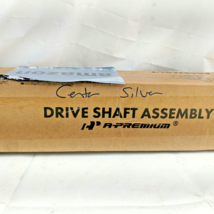 Center Silver
DRIVE SHAFT ASSEMBLY
A-PREMIUM®